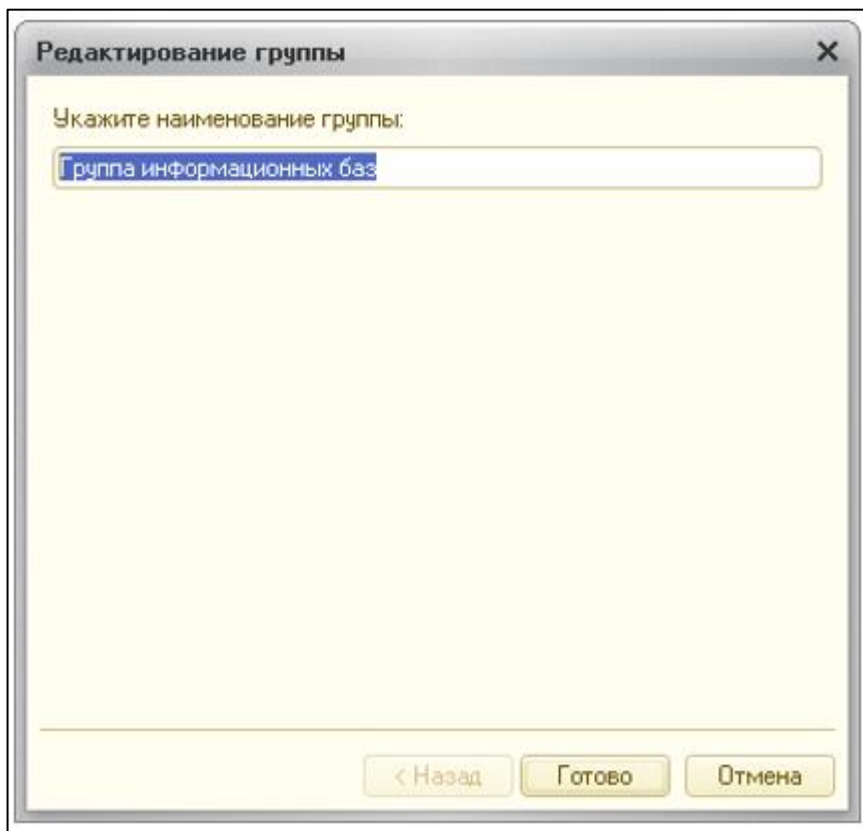 Редактирование группы
Укажите наименование группы:
Группа информационных баз
< Назад Готово Отмена